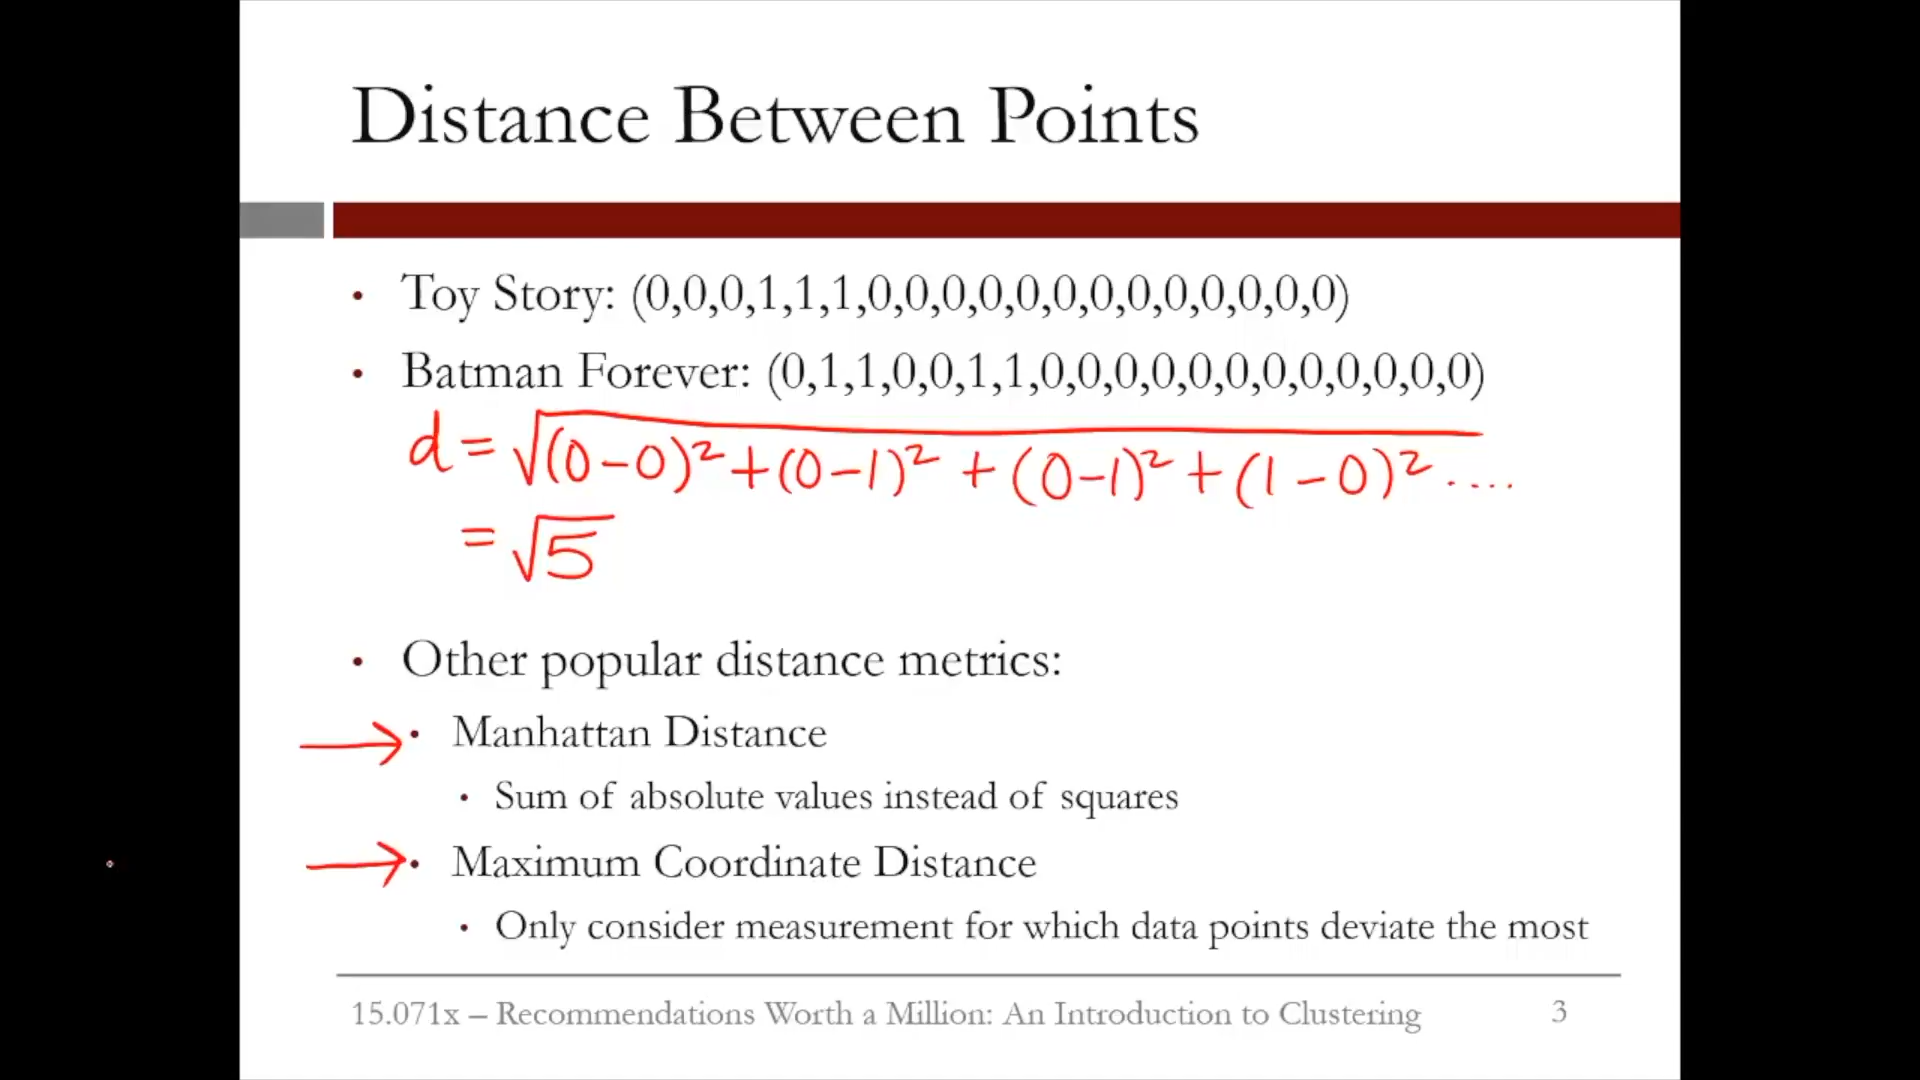 Distance Between Points
• Toy Story: (0,0,0,1,1,1,0,0,0,0,0,0,0,0,0,0,0,0,0)
• Batman Forever: (0,1,1,0,0,1,1,0,0,0,0,0,0,0,0,0,0,0,0)
d = √(0-0)² + (0-1)² + (0-1)² + (1-0)² ....
= √5
• Other popular distance metrics:
• Manhattan Distance
• Sum of absolute values instead of squares
• Maximum Coordinate Distance
• Only consider measurement for which data points deviate the most
15.071x – Recommendations Worth a Million: An Introduction to Clustering 3